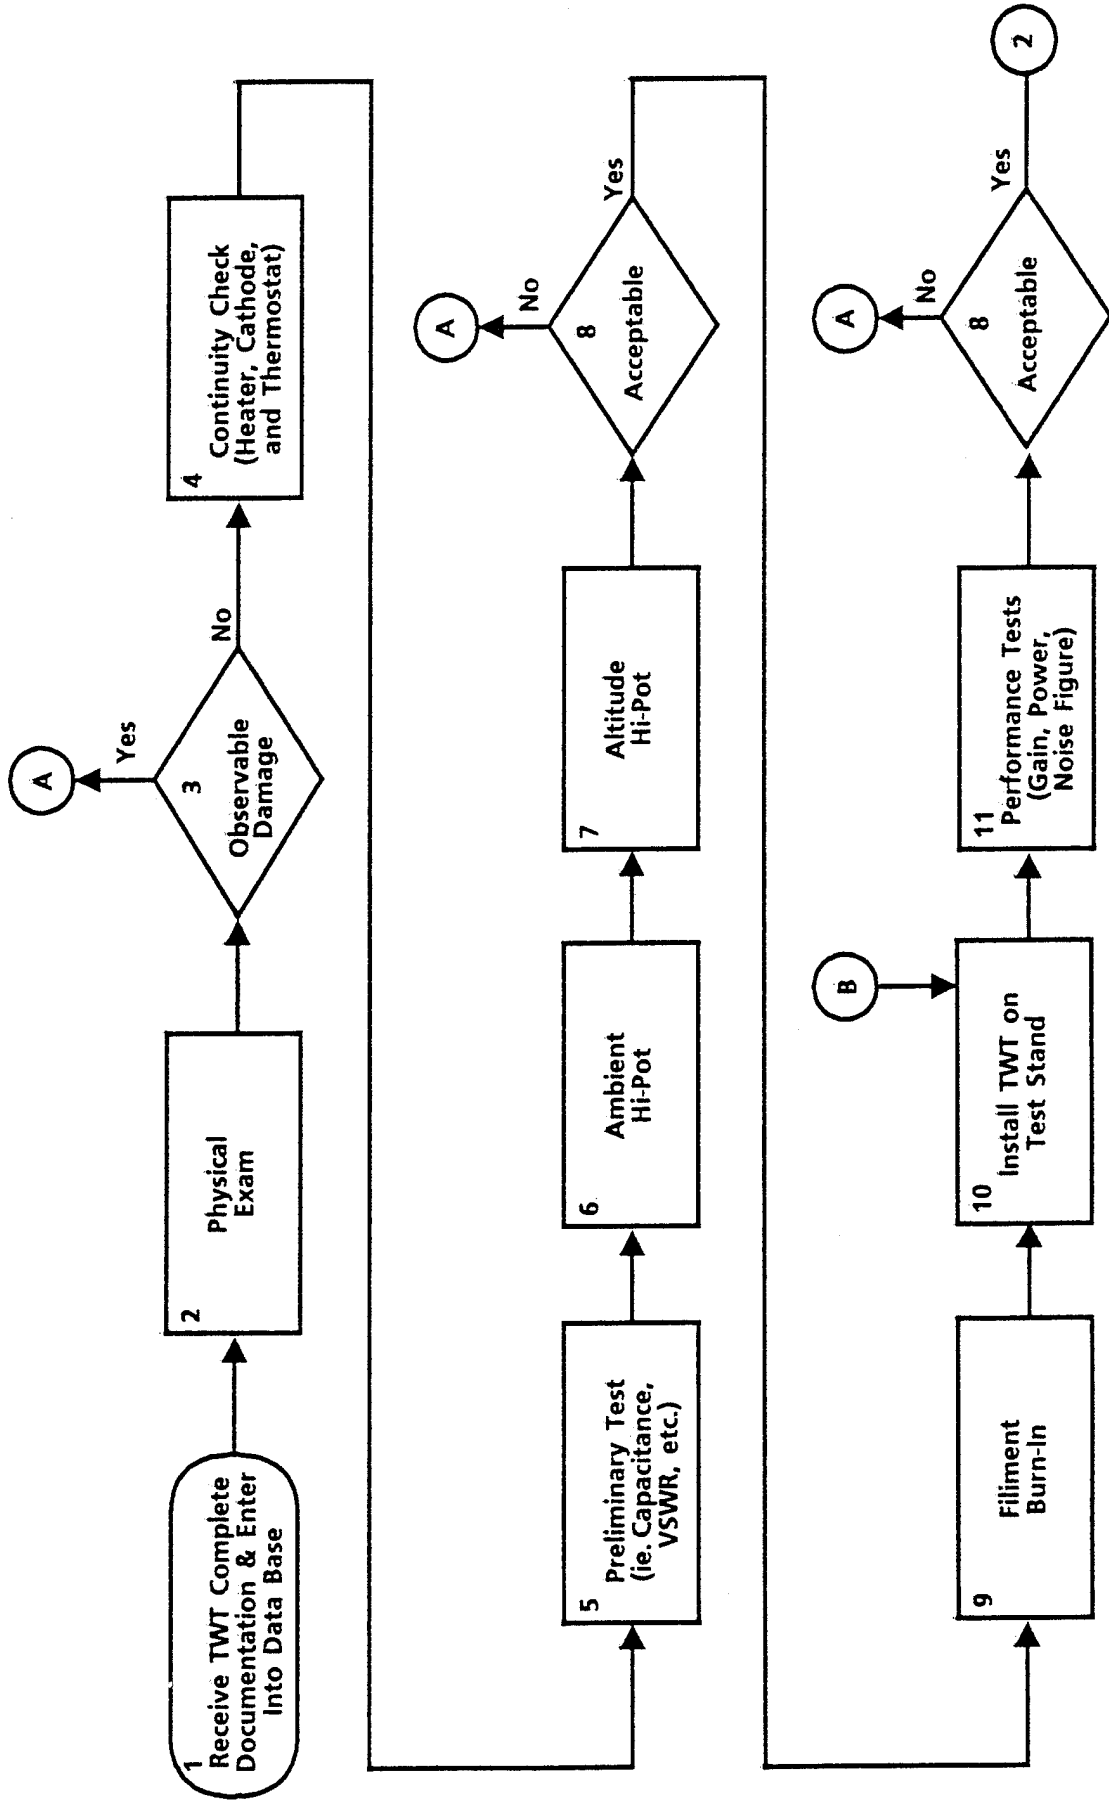 1
Receive TWT Complete
Documentation & Enter
Into Data Base
2
Physical
Exam
A
Yes
3
Observable
Damage
No
4
Continuity Check
(Heater, Cathode,
and Thermostat)
5
Preliminary Test
(ie. Capacitance,
VSWR, etc.)
6
Ambient
Hi-Pot
7
Altitude
Hi-Pot
A
No
8
Acceptable
Yes
9
Filiment
Burn-In
B
10
Install TWT on
Test Stand
11
Performance Tests
(Gain, Power,
Noise Figure)
A
No
8
Acceptable
Yes
2